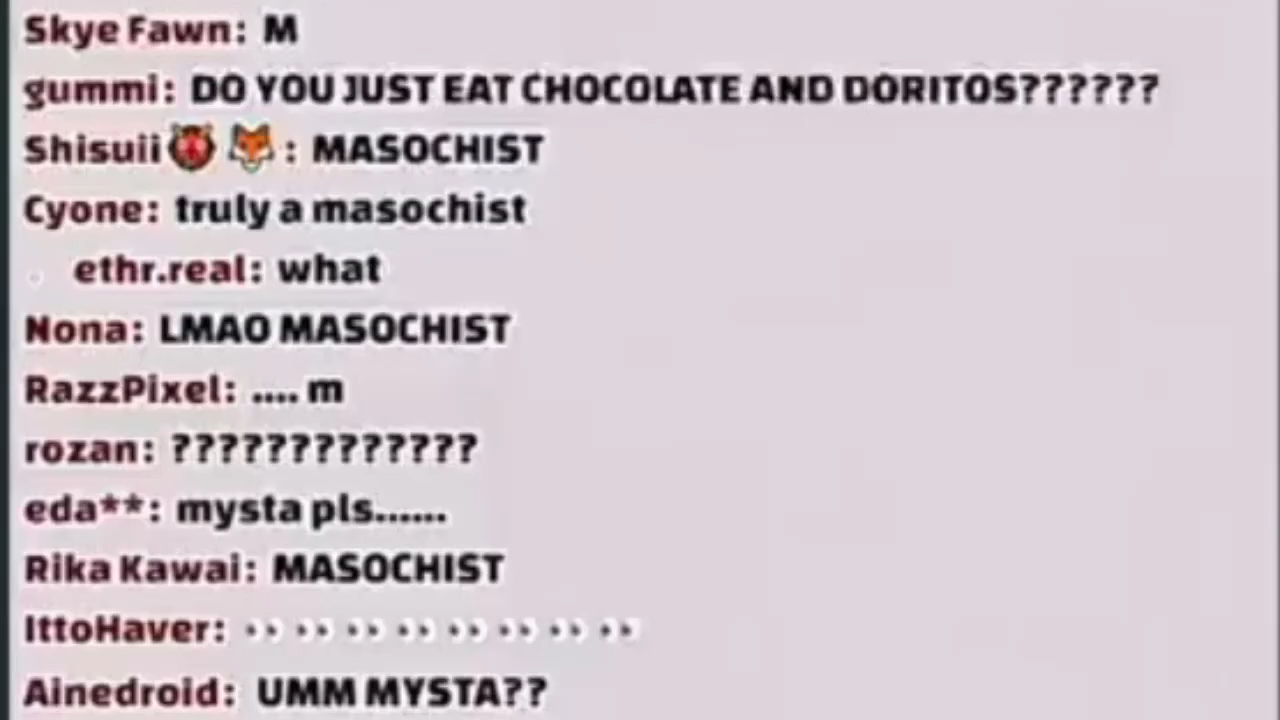 Skye Fawn: M
gummi: DO YOU JUST EAT CHOCOLATE AND DORITOS??????
Shisuii👹🦊: MASOCHIST
Cyone: truly a masochist
ethr.real: what
Nona: LMAO MASOCHIST
RazzPixel: .... m
rozan: ?????????????
eda**: mysta pls......
Rika Kawai: MASOCHIST
IttoHaver: 👀👀👀👀👀👀👀👀
Ainedroid: UMM MYSTA??